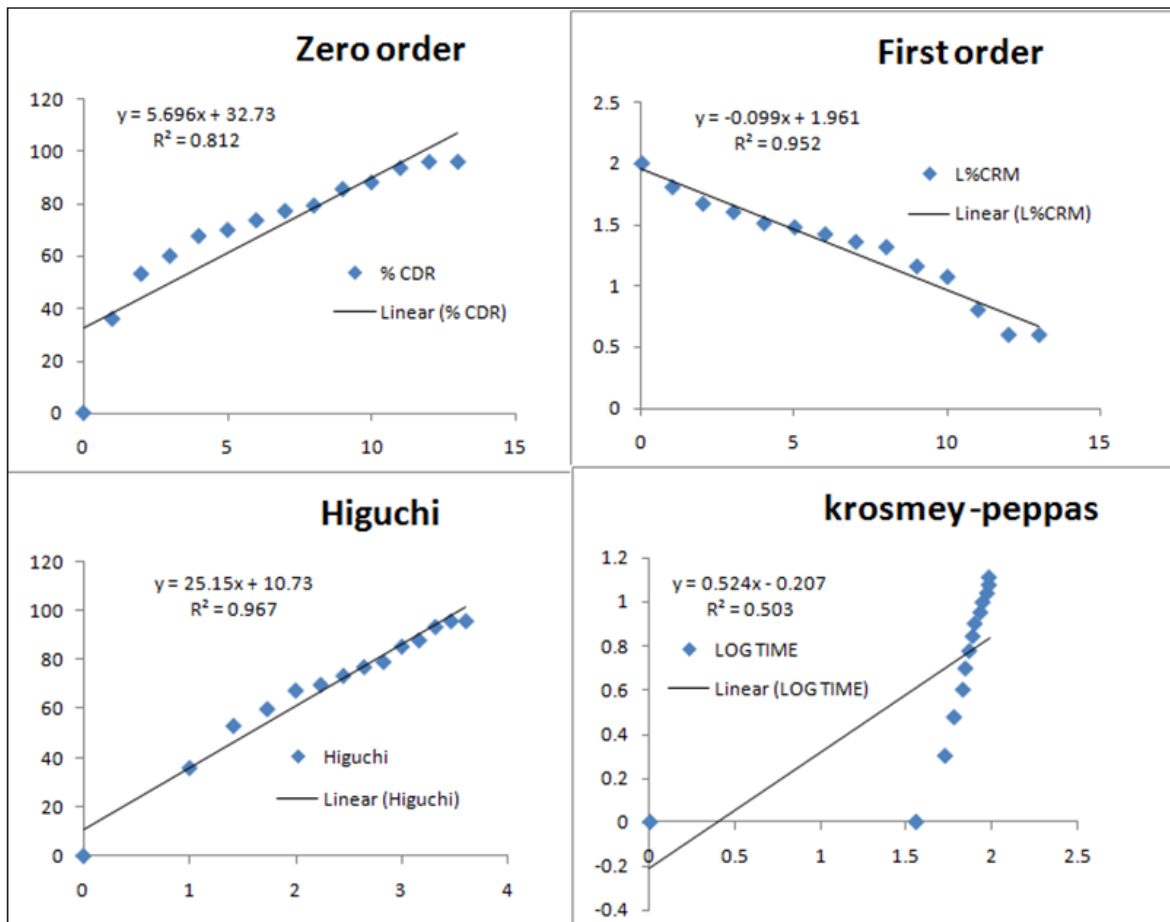 Zero order
y = 5.696x + 32.73
R² = 0.812
120
100
80
60
40
20
0
0 5 10 15
% CDR
Linear (% CDR)
First order
y = -0.099x + 1.961
R² = 0.952
2.5
2
1.5
1
0.5
0
0 5 10 15
L%CRM
Linear (L%CRM)
Higuchi
y = 25.15x + 10.73
R² = 0.967
120
100
80
60
40
20
0
0 1 2 3 4
Higuchi
Linear (Higuchi)
krosmey-peppas
y = 0.524x - 0.207
R² = 0.503
1.2
1
0.8
0.6
0.4
0.2
0
-0.2
-0.4
0 0.5 1 1.5 2 2.5
LOG TIME
Linear (LOG TIME)